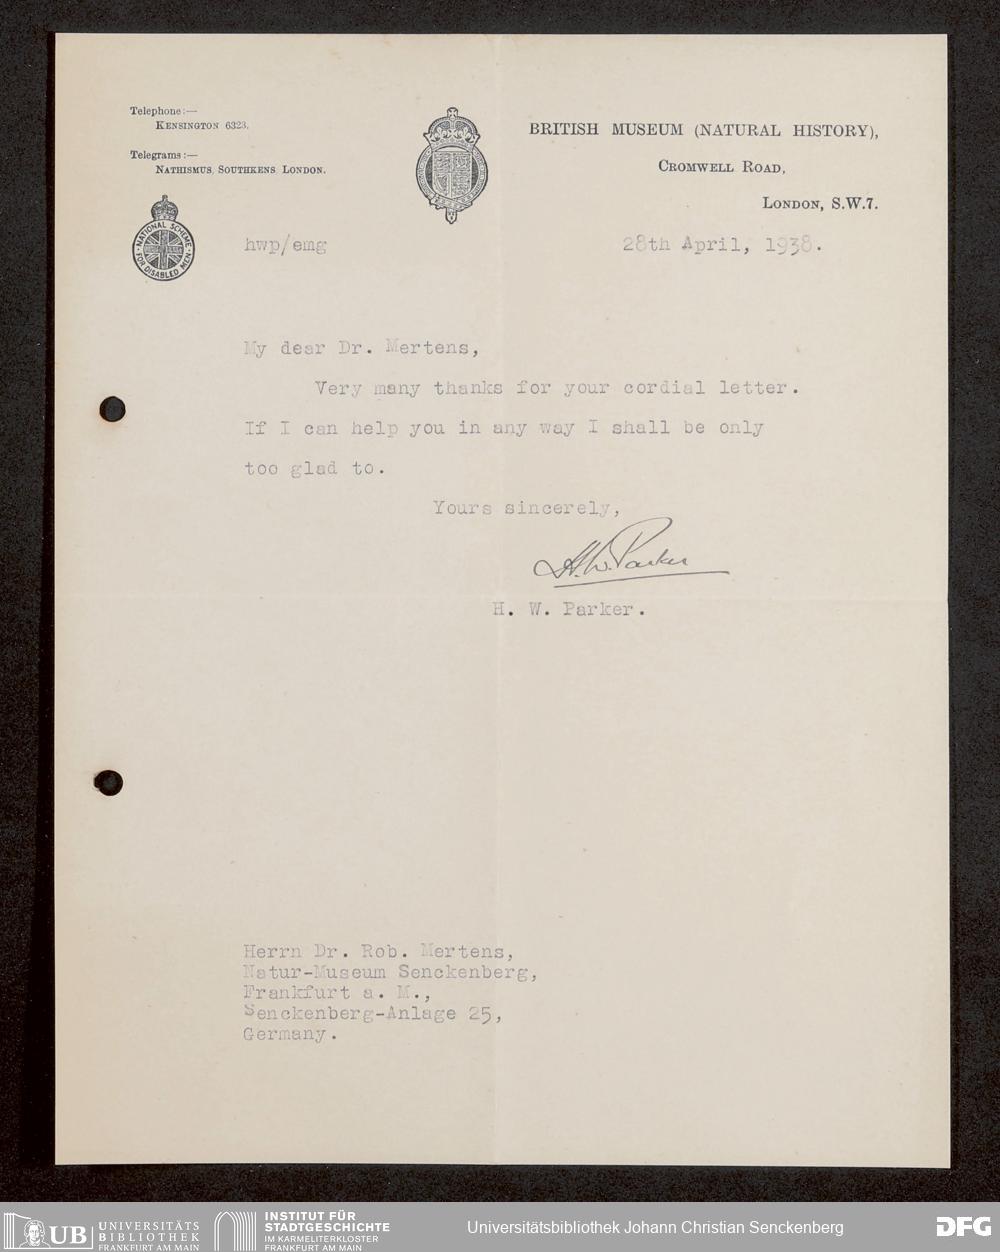 Telephone:—
KENSINGTON 6323.
Telegrams:—
NATHISMUS, SOUTHKENS, LONDON.
BRITISH MUSEUM (NATURAL HISTORY),
CROMWELL ROAD,
LONDON, S.W.7.
NATIONAL SCHEME
FOR DISABLED MEN
hwp/emg
28th April, 1938.
My dear Dr. Mertens,
Very many thanks for your cordial letter.
If I can help you in any way I shall be only
too glad to.
Yours sincerely,
H.W. Parker
H. W. Parker.
Herrn Dr. Rob. Mertens,
Natur-Museum Senckenberg,
Frankfurt a. M.,
Senckenberg-Anlage 25,
Germany.
UB UNIVERSITÄTS
BIBLIOTHEK
FRANKFURT AM MAIN
INSTITUT FÜR
STADTGESCHICHTE
IM KARMELITERKLOSTER
FRANKFURT AM MAIN
Universitätsbibliothek Johann Christian Senckenberg
DFG